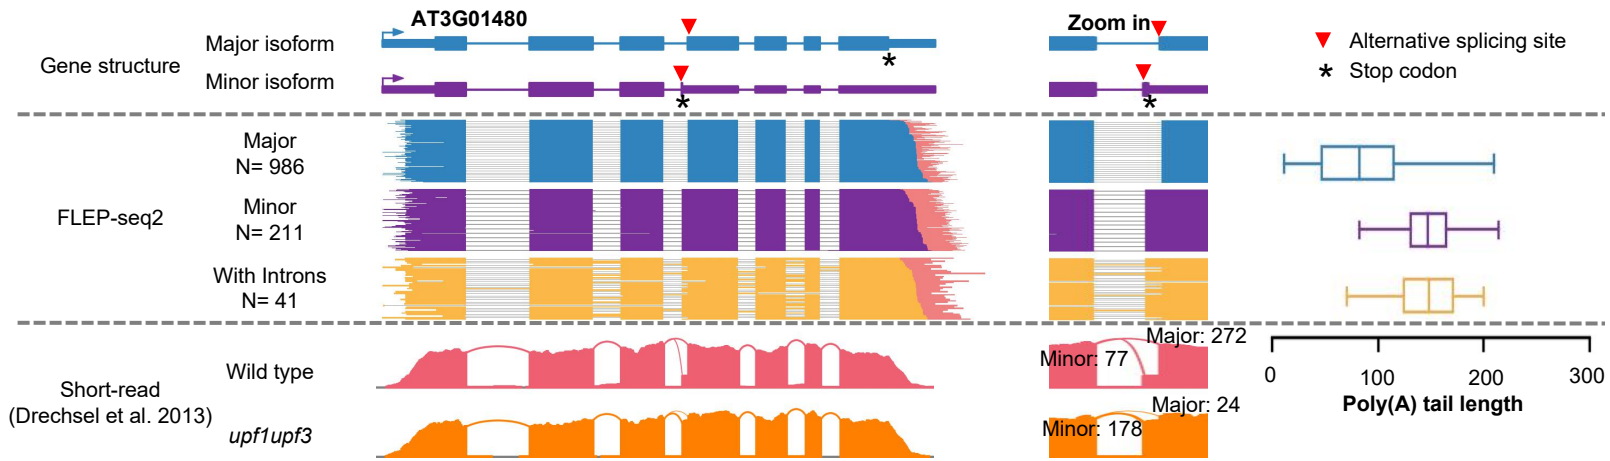 AT3G01480
Zoom in
Gene structure
Major isoform
Minor isoform
Alternative splicing site
* Stop codon
*
*
*
FLEP-seq2
Major
N= 986
Minor
N= 211
With Introns
N= 41
Short-read
(Drechsel et al. 2013)
Wild type
upf1upf3
Major: 272
Minor: 77
Major: 24
Minor: 178
0 100 200 300
Poly(A) tail length